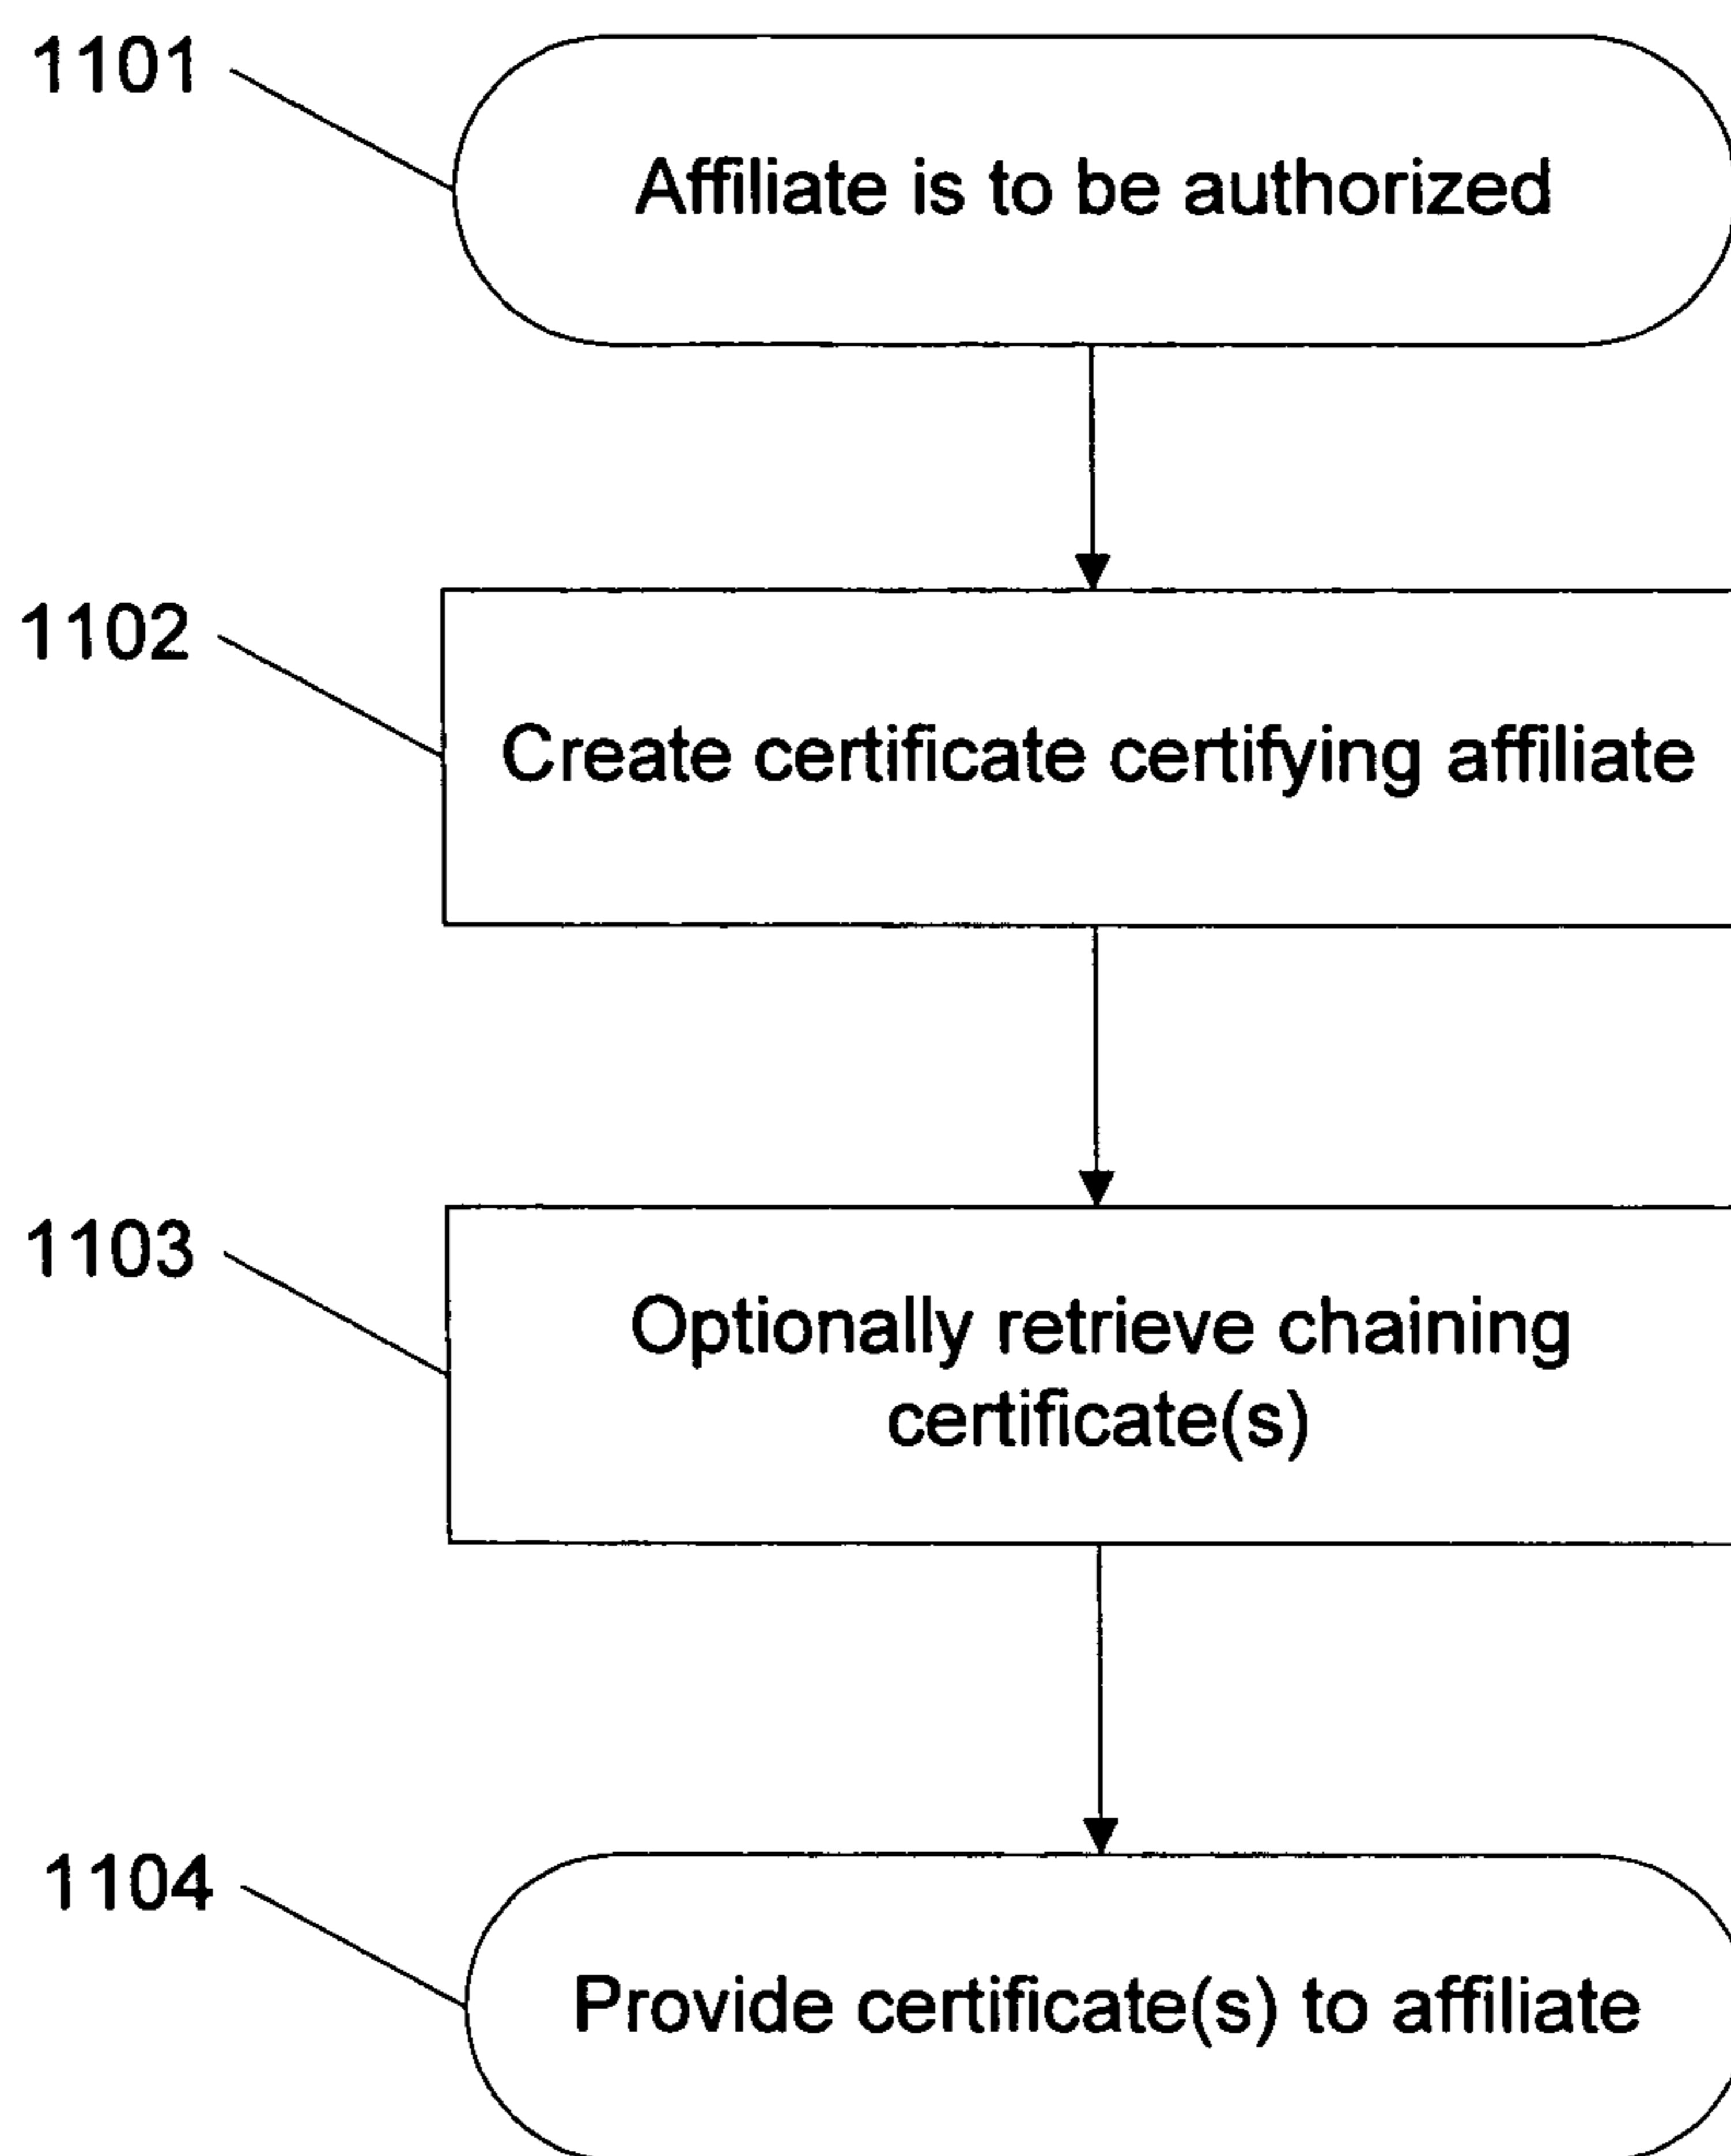 1101
Affiliate is to be authorized
1102
Create certificate certifying affiliate
1103
Optionally retrieve chaining
certificate(s)
1104
Provide certificate(s) to affiliate